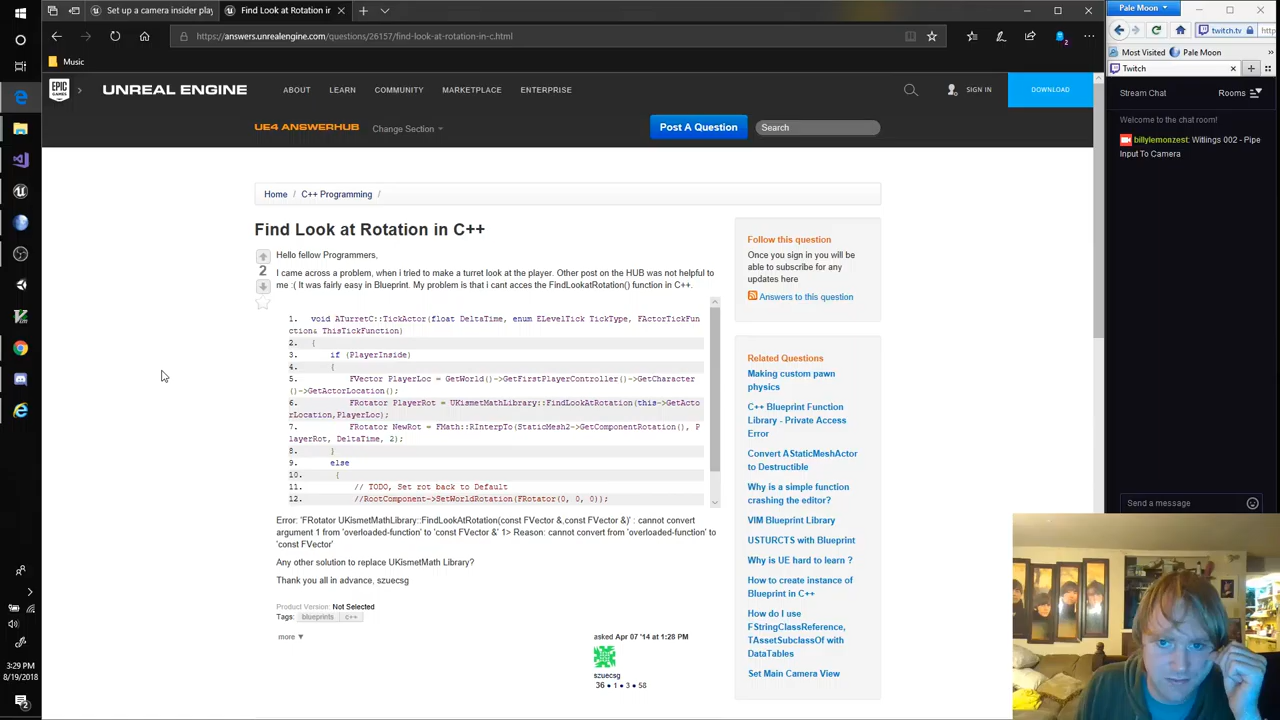 Set up a camera insider play
Find Look at Rotation in
https://answers.unrealengine.com/questions/26157/find-look-at-rotation-in-c.html
Music
EPIC GAMES
UNREAL ENGINE
ABOUT
LEARN
COMMUNITY
MARKETPLACE
ENTERPRISE
SIGN IN
DOWNLOAD
UE4 ANSWERHUB
Change Section
Post A Question
Search
Home / C++ Programming /
Find Look at Rotation in C++
2
Hello fellow Programmers,
I came across a problem, when i tried to make a turret look at the player. Other post on the HUB was not helpful to
me :( It was fairly easy in Blueprint. My problem is that i cant acces the FindLookatRotation() function in C++.
1. void ATurretC::TickActor(float DeltaTime, enum ELevelTick TickType, FActorTickFun
ction& ThisTickFunction)
2. {
3. if (PlayerInside)
4. {
5. FVector PlayerLoc = GetWorld()->GetFirstPlayerController()->GetCharacter
()->GetActorLocation();
6. FRotator PlayerRot = UKismetMathLibrary::FindLookAtRotation(this->GetActo
rLocation,PlayerLoc);
7. FRotator NewRot = FMath::RInterpTo(StaticMesh2->GetComponentRotation(), P
layerRot, DeltaTime, 2);
8. }
9. else
10. {
11. // TODO, Set rot back to Default
12. //RootComponent->SetWorldRotation(FRotator(0, 0, 0));
Error: 'FRotator UKismetMathLibrary::FindLookAtRotation(const FVector &,const FVector &)' : cannot convert
argument 1 from 'overloaded-function' to 'const FVector &' 1> Reason: cannot convert from 'overloaded-function' to
'const FVector'
Any other solution to replace UKismetMath Library?
Thank you all in advance, szuecsg
Product Version: Not Selected
Tags: blueprints c++
more ▼
asked Apr 07 '14 at 1:28 PM
szuecsg
36 ● 1 ● 3 ● 58
Follow this question
Once you sign in you will be
able to subscribe for any
updates here
Answers to this question
Related Questions
Making custom pawn
physics
C++ Blueprint Function
Library - Private Access
Error
Convert AStaticMeshActor
to Destructible
Why is a simple function
crashing the editor?
VIM Blueprint Library
USTURCTS with Blueprint
Why is UE hard to learn ?
How to create instance of
Blueprint in C++
How do I use
FStringClassReference,
TAssetSubclassOf with
DataTables
Set Main Camera View
Pale Moon
twitch.tv
http
Most Visited
Pale Moon
Twitch
Stream Chat
Rooms
Welcome to the chat room!
billylemonzest: Witlings 002 - Pipe
Input To Camera
Send a message
3:29 PM
8/19/2018
2